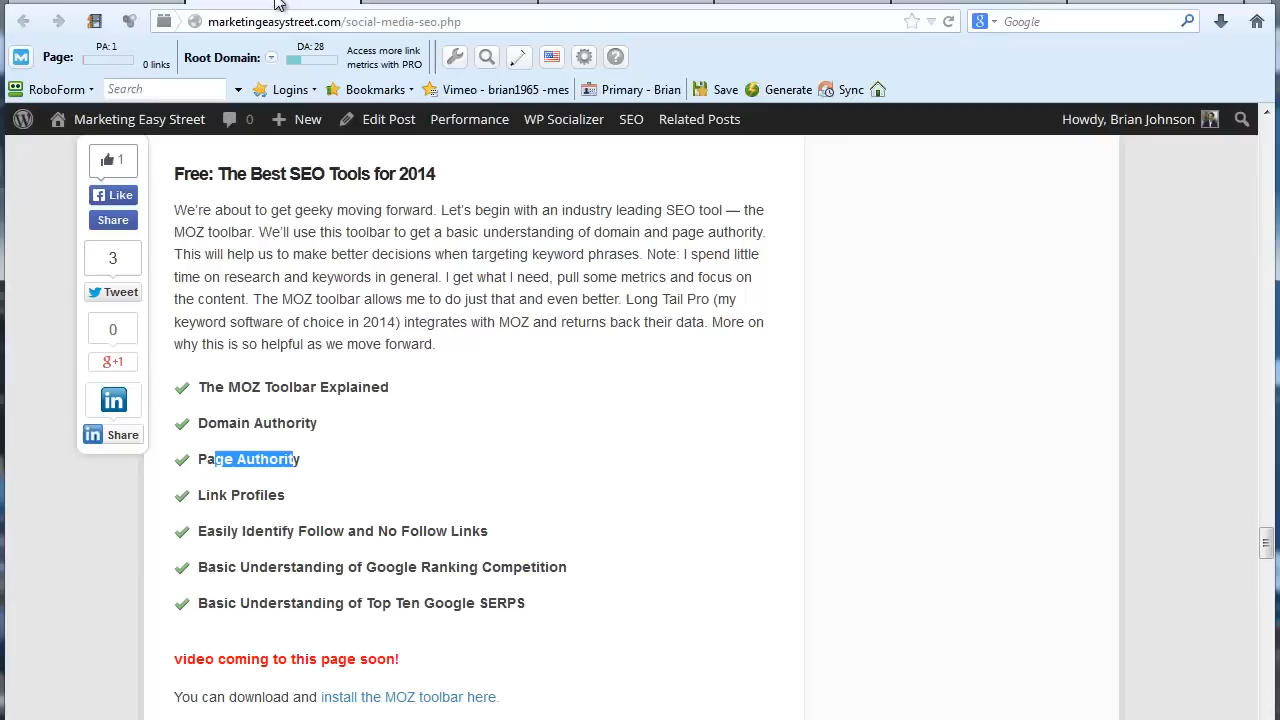 marketingeasystreet.com/social-media-seo.php
Google
Page:
PA: 1
0 links
Root Domain:
DA: 28
Access more link
metrics with PRO
RoboForm
Search
Logins
Bookmarks
Vimeo - brian1965 -mes
Primary - Brian
Save
Generate
Sync
Marketing Easy Street
0
New
Edit Post
Performance
WP Socializer
SEO
Related Posts
Howdy, Brian Johnson
1
Like
Share
3
Tweet
0
g+1
in
in Share
Free: The Best SEO Tools for 2014
We're about to get geeky moving forward. Let's begin with an industry leading SEO tool — the
MOZ toolbar. We'll use this toolbar to get a basic understanding of domain and page authority.
This will help us to make better decisions when targeting keyword phrases. Note: I spend little
time on research and keywords in general. I get what I need, pull some metrics and focus on
the content. The MOZ toolbar allows me to do just that and even better. Long Tail Pro (my
keyword software of choice in 2014) integrates with MOZ and returns back their data. More on
why this is so helpful as we move forward.
The MOZ Toolbar Explained
Domain Authority
Page Authority
Link Profiles
Easily Identify Follow and No Follow Links
Basic Understanding of Google Ranking Competition
Basic Understanding of Top Ten Google SERPS
video coming to this page soon!
You can download and install the MOZ toolbar here.